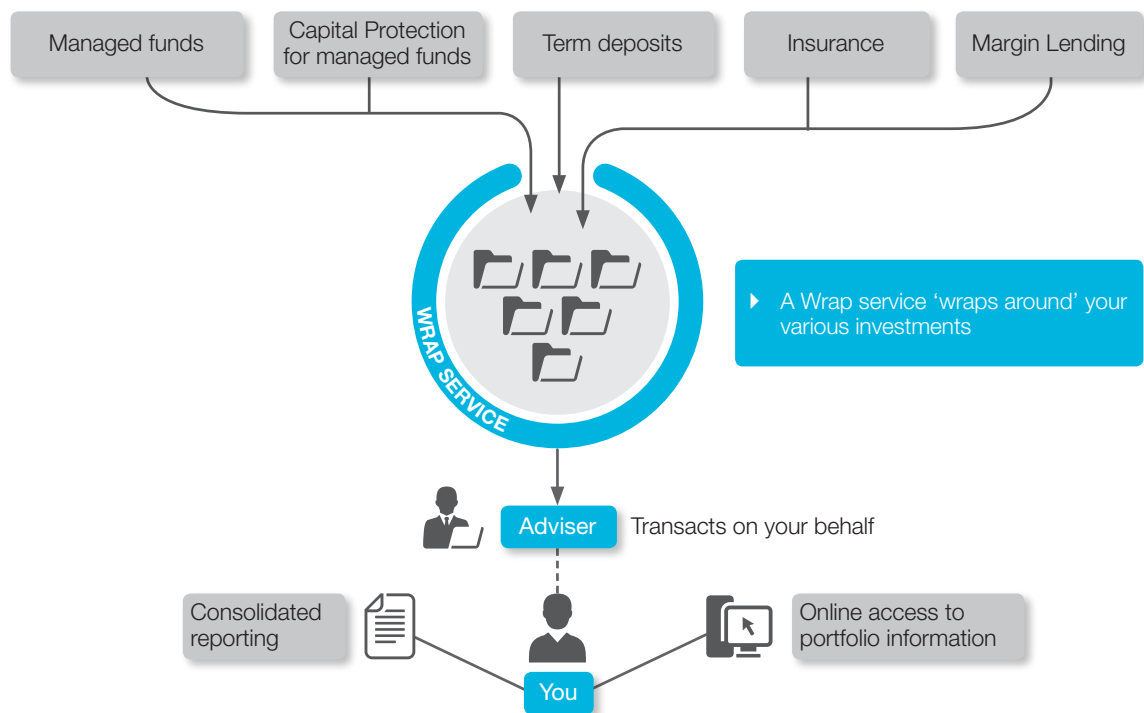 Managed funds
Capital Protection
for managed funds
Term deposits
Insurance
Margin Lending
WRAP SERVICE
A Wrap service ‘wraps around’ your
various investments
Adviser
Transacts on your behalf
Consolidated
reporting
Online access to
portfolio information
You